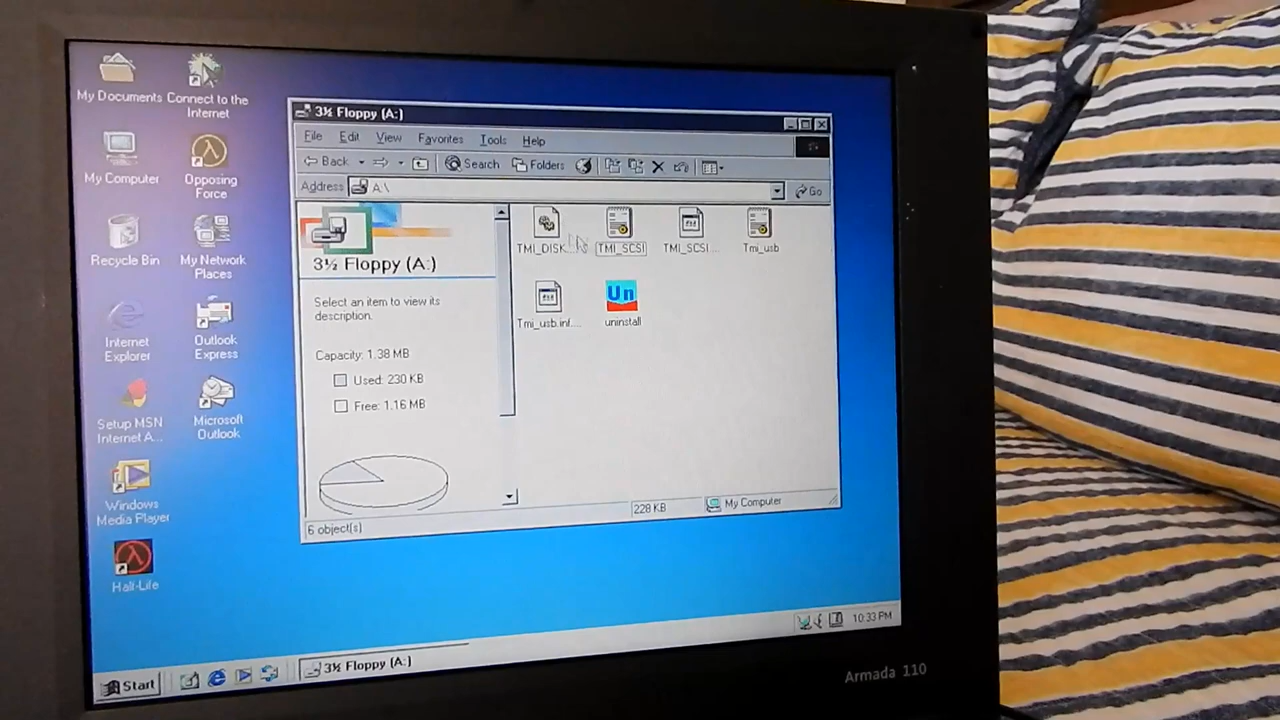 My Documents
Connect to the
Internet
My Computer
Opposing
Force
Recycle Bin
My Network
Places
Internet
Explorer
Outlook
Express
Setup MSN
Internet A...
Microsoft
Outlook
Windows
Media Player
Half-Life
3½ Floppy (A:)
File Edit View Favorites Tools Help
Back Search Folders
Address A:\ Go
3½ Floppy (A:)
Select an item to view its
description.
Capacity: 1.38 MB
Used: 230 KB
Free: 1.16 MB
TMI_DISK... TMI_SCSI TMI_SCSI... Tmi_usb
Tmi_usb.inf... Un
uninstall
6 object(s) 228 KB My Computer
Start 3½ Floppy (A:) 10:33 PM
Armada 110